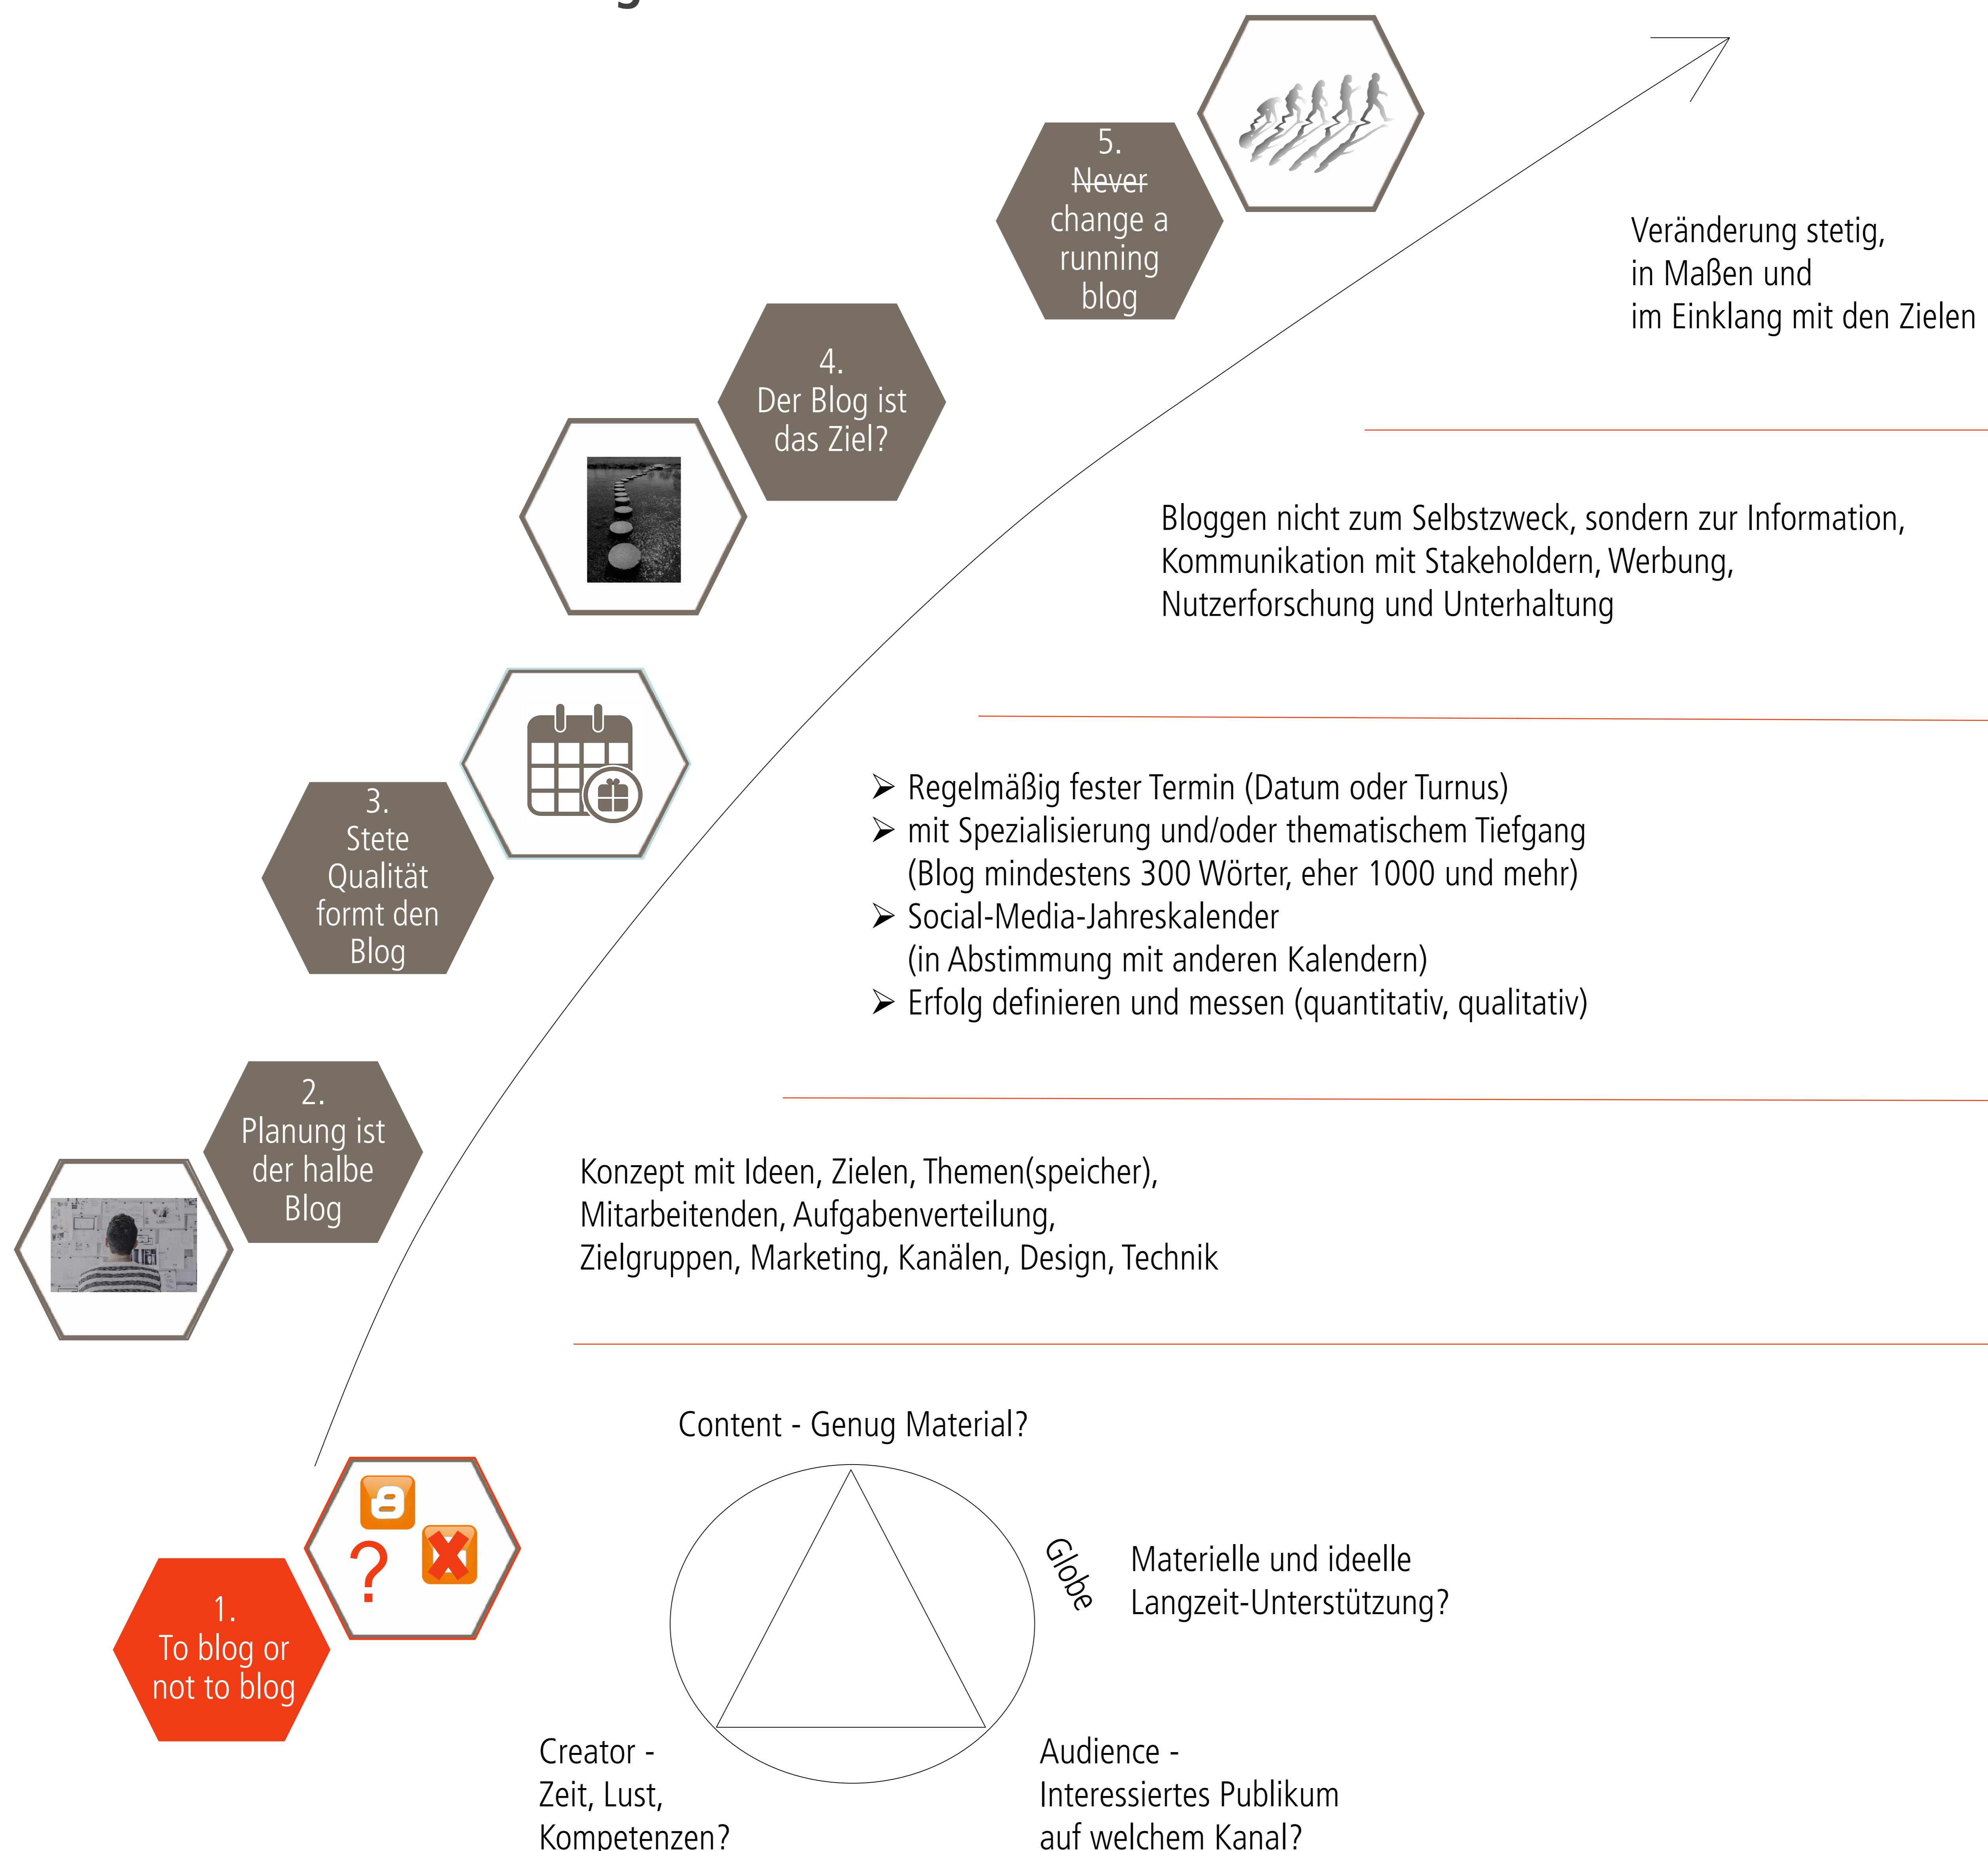 5.
Never
change a
running
blog
Veränderung stetig,
in Maßen und
im Einklang mit den Zielen
4.
Der Blog ist
das Ziel?
Bloggen nicht zum Selbstzweck, sondern zur Information,
Kommunikation mit Stakeholdern, Werbung,
Nutzerforschung und Unterhaltung
3.
Stete
Qualität
formt den
Blog
➢ Regelmäßig fester Termin (Datum oder Turnus)
➢ mit Spezialisierung und/oder thematischem Tiefgang
(Blog mindestens 300 Wörter, eher 1000 und mehr)
➢ Social-Media-Jahreskalender
(in Abstimmung mit anderen Kalendern)
➢ Erfolg definieren und messen (quantitativ, qualitativ)
2.
Planung ist
der halbe
Blog
Konzept mit Ideen, Zielen, Themen(speicher),
Mitarbeitenden, Aufgabenverteilung,
Zielgruppen, Marketing, Kanälen, Design, Technik
1.
To blog or
not to blog
?
Content - Genug Material?
Globe
Materielle und ideelle
Langzeit-Unterstützung?
Creator -
Zeit, Lust,
Kompetenzen?
Audience -
Interessiertes Publikum
auf welchem Kanal?